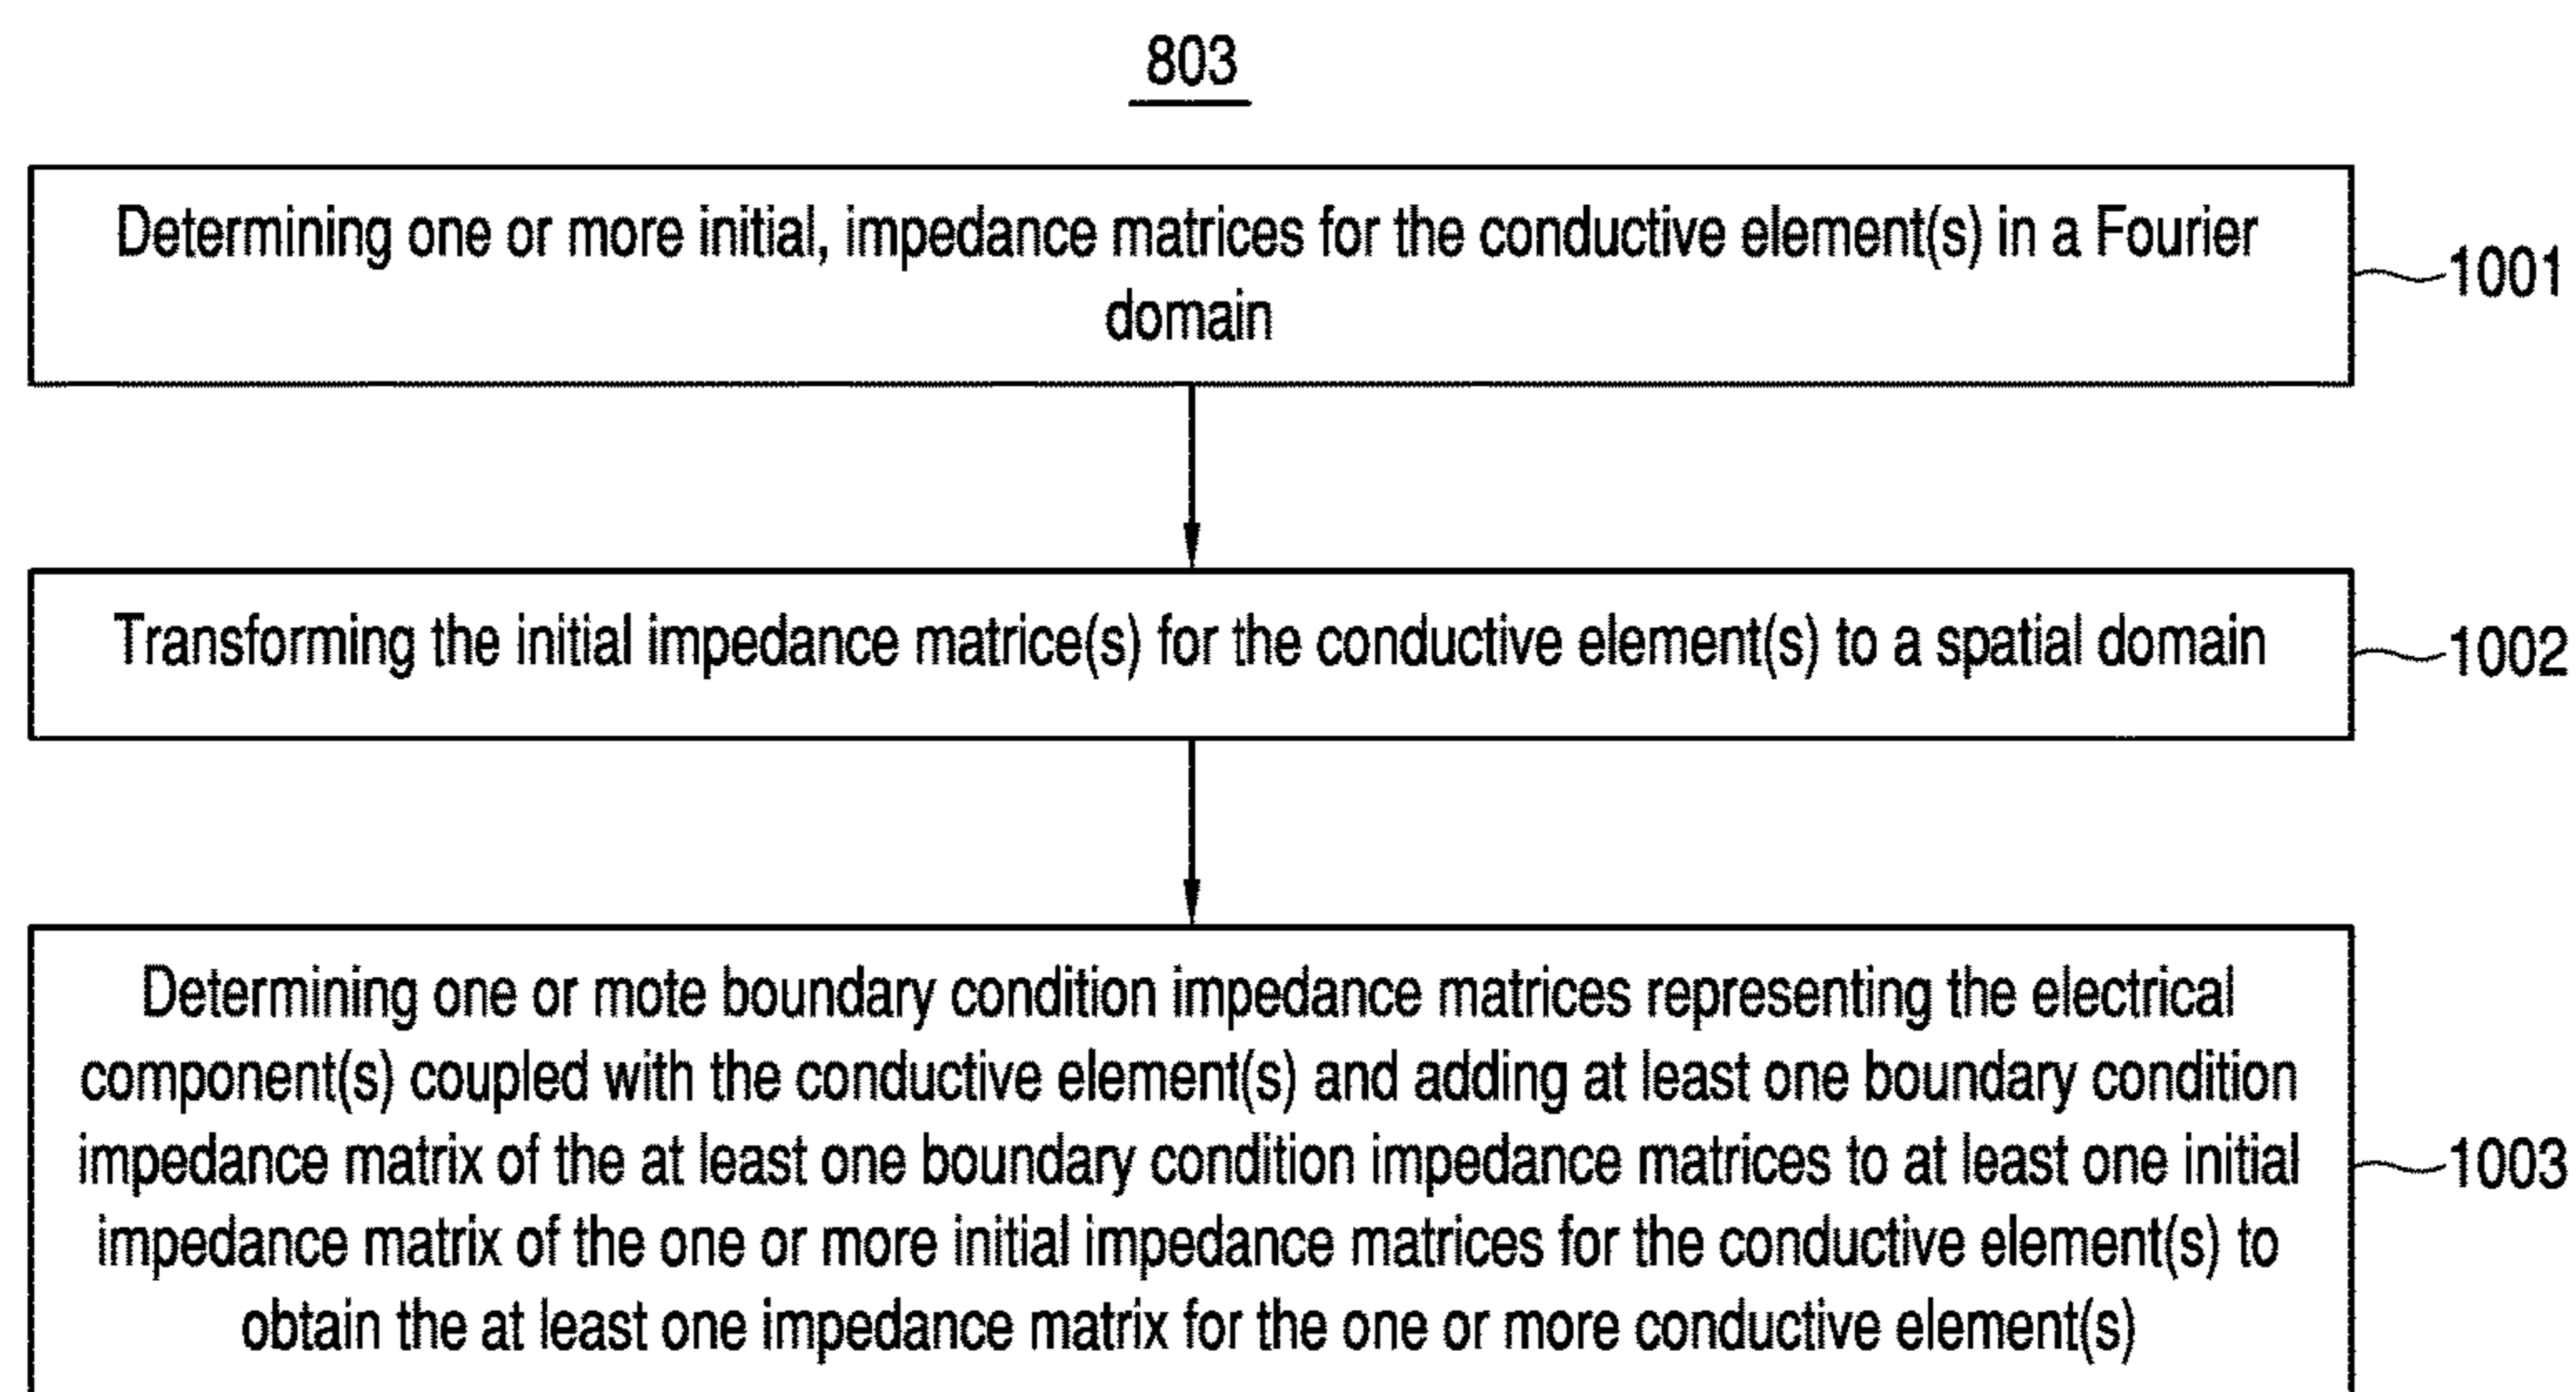 803
Determining one or more initial, impedance matrices for the conductive element(s) in a Fourier
domain
1001
Transforming the initial impedance matrice(s) for the conductive element(s) to a spatial domain
1002
Determining one or mote boundary condition impedance matrices representing the electrical
component(s) coupled with the conductive element(s) and adding at least one boundary condition
impedance matrix of the at least one boundary condition impedance matrices to at least one initial
impedance matrix of the one or more initial impedance matrices for the conductive element(s) to
obtain the at least one impedance matrix for the one or more conductive element(s)
1003